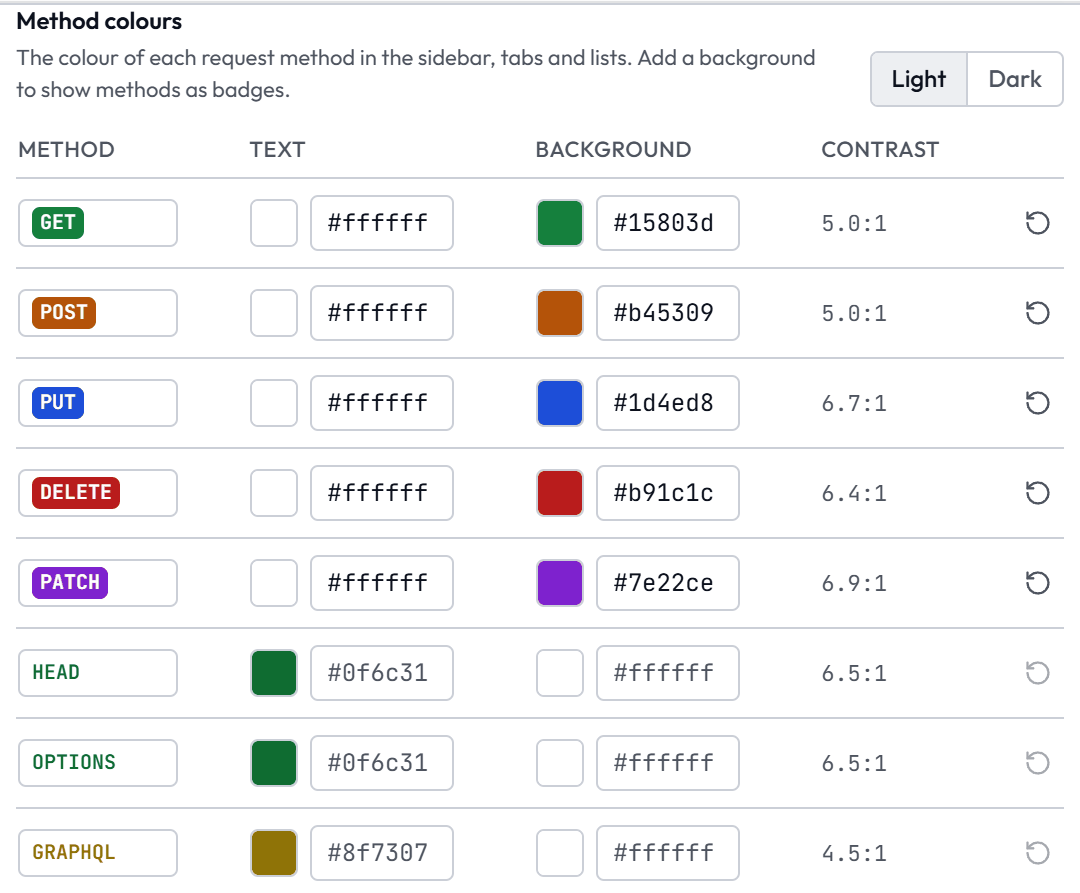 Method colours
The colour of each request method in the sidebar, tabs and lists. Add a background
to show methods as badges.
Light Dark
METHOD TEXT BACKGROUND CONTRAST
GET #ffffff #15803d 5.0:1
POST #ffffff #b45309 5.0:1
PUT #ffffff #1d4ed8 6.7:1
DELETE #ffffff #b91c1c 6.4:1
PATCH #ffffff #7e22ce 6.9:1
HEAD #0f6c31 #ffffff 6.5:1
OPTIONS #0f6c31 #ffffff 6.5:1
GRAPHQL #8f7307 #ffffff 4.5:1